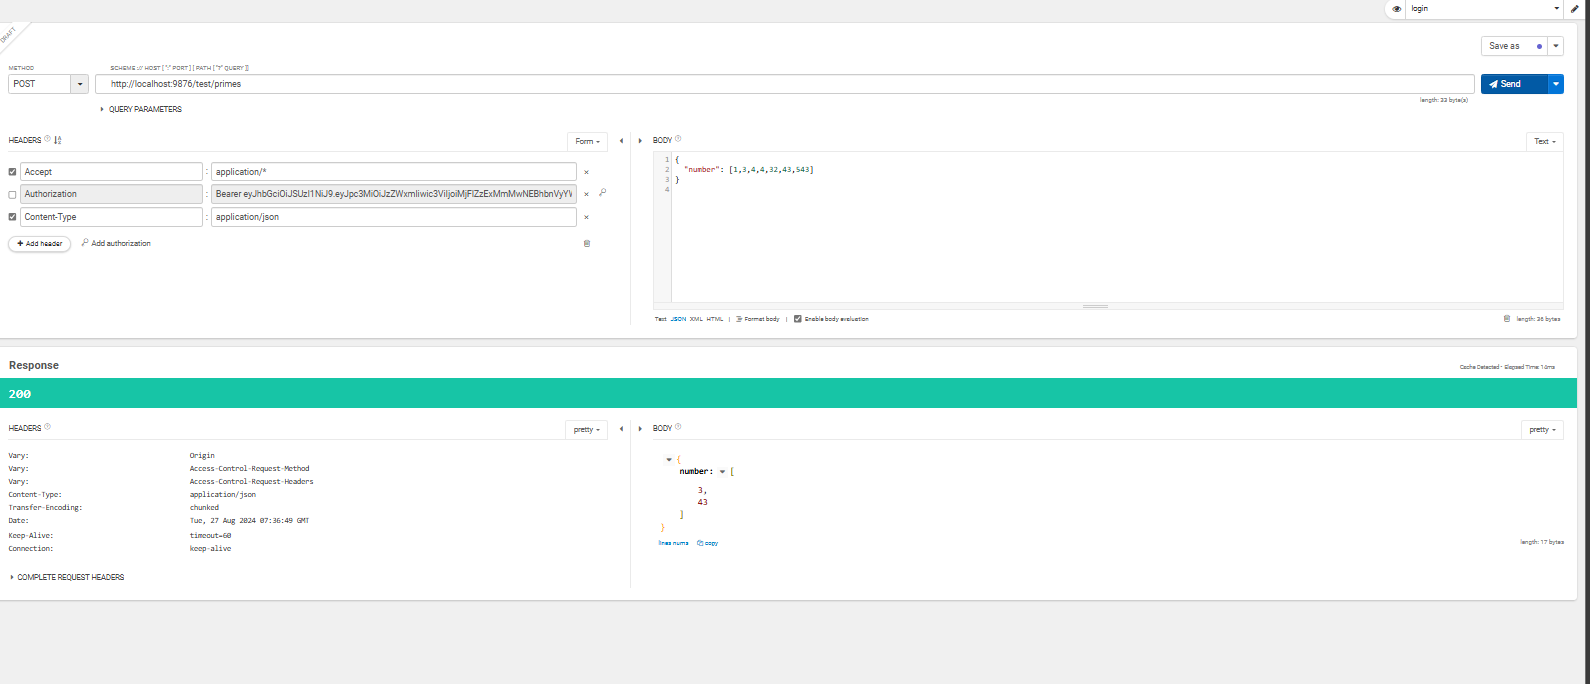 login
DRAFT
Save as
METHOD
SCHEME :// HOST [ ":" PORT ] [ PATH [ "?" QUERY ]]
POST
http://localhost:9876/test/primes
Send
length: 33 byte(s)
QUERY PARAMETERS
HEADERS
Form
BODY
Text
Accept : application/*
Authorization : Bearer
Content-Type : application/json
Add header
Add authorization
1 {
2 "number": [1,3,4,4,32,43,543]
3 }
4
Text JSON XML HTML | Format body | Enable body evaluation
length: 36 bytes
Response
Cache Detected - Elapsed Time:
200
HEADERS
pretty
BODY
pretty
Vary: Origin
Vary: Access-Control-Request-Method
Vary: Access-Control-Request-Headers
Content-Type: application/json
Transfer-Encoding: chunked
Date: Tue, 27 Aug 2024 07:36:49 GMT
Keep-Alive: timeout=60
Connection: keep-alive
COMPLETE REQUEST HEADERS
{
number: [
3,
43
]
}
lines nums
copy
length: 17 bytes